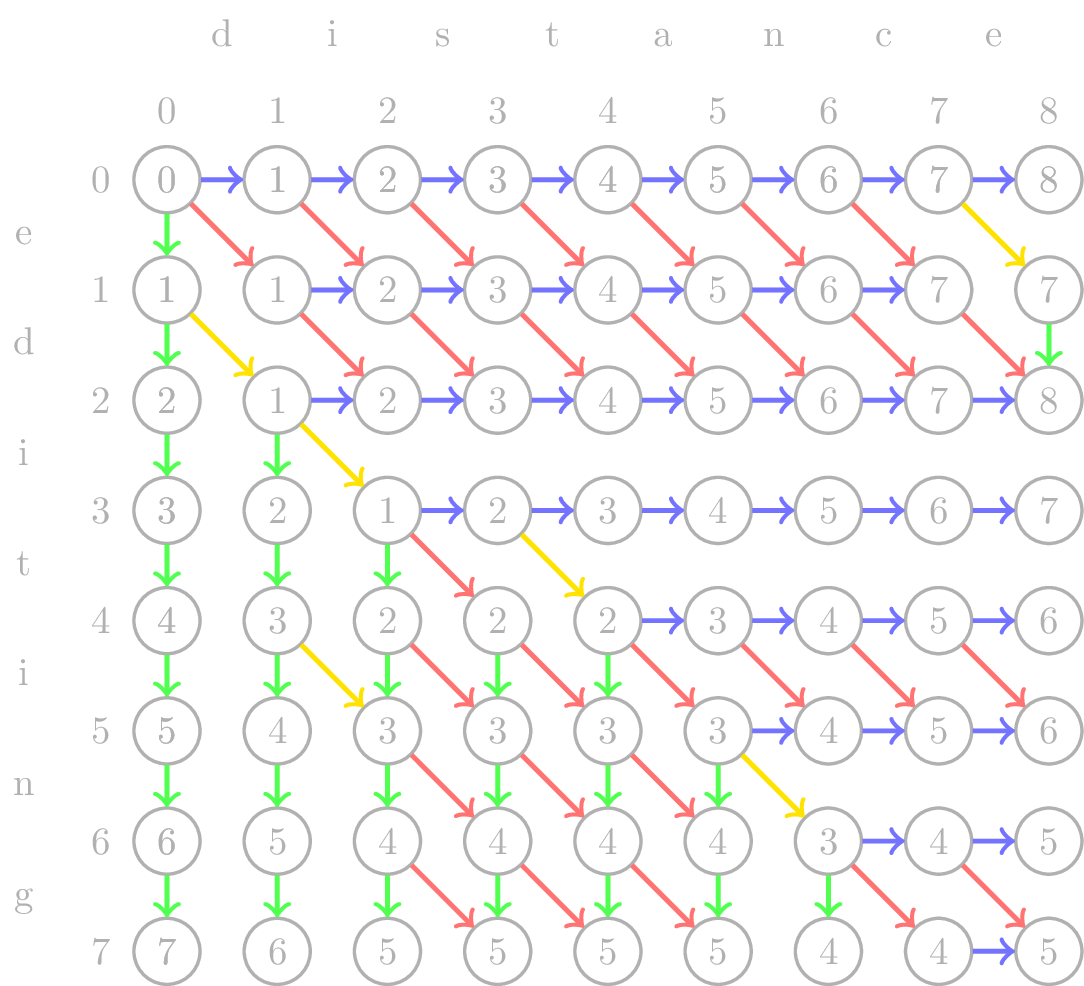 d i s t a n c e
0 1 2 3 4 5 6 7 8
0 0 1 2 3 4 5 6 7 8
e
1 1 1 2 3 4 5 6 7 7
d
2 2 1 2 3 4 5 6 7 8
i
3 3 2 1 2 3 4 5 6 7
t
4 4 3 2 2 2 3 4 5 6
i
5 5 4 3 3 3 3 4 5 6
n
6 6 5 4 4 4 4 3 4 5
g
7 7 6 5 5 5 5 4 4 5